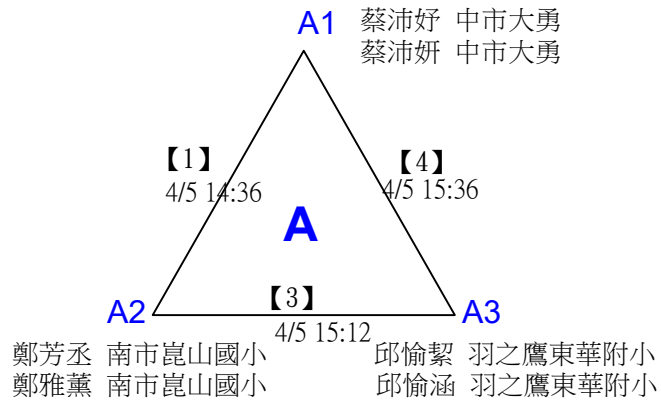 A1 蔡沛妤 中市大勇
蔡沛妍 中市大勇
【1】
4/5 14:36
【4】
4/5 15:36
A
【3】
A2
A3
4/5 15:12
鄭芳丞 南市崑山國小
邱愉絜 羽之鷹東華附小
鄭雅薰 南市崑山國小
邱愉涵 羽之鷹東華附小